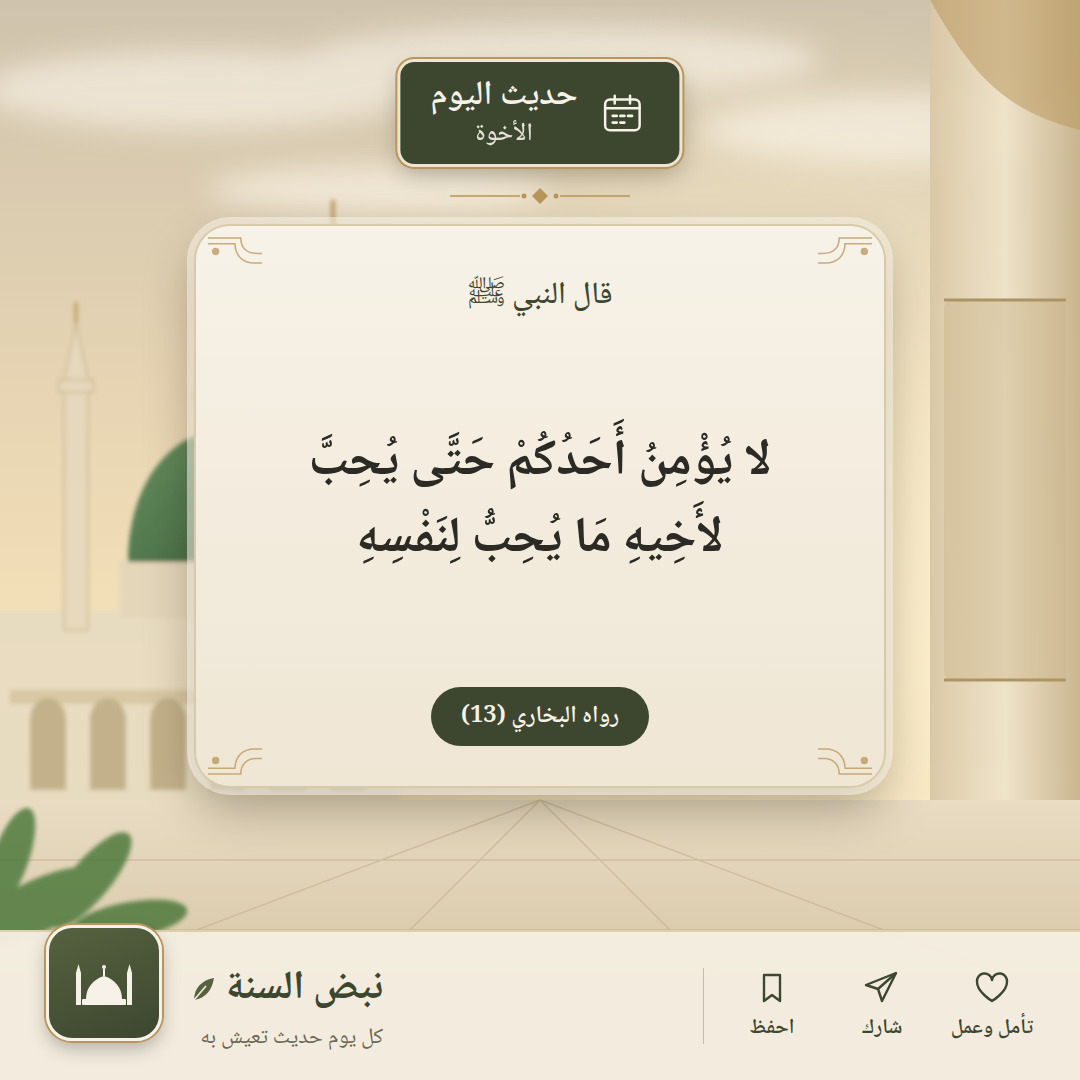 حديث اليوم
الأخوة
قال النبي ﷺ
لا يُؤْمِنُ أَحَدُكُمْ حَتَّى يُحِبَّ
لأَخِيهِ مَا يُحِبُّ لِنَفْسِهِ
رواه البخاري (13)
تأمل وعمل
شارك
احفظ
نبض السنة
كل يوم حديث تعيش به